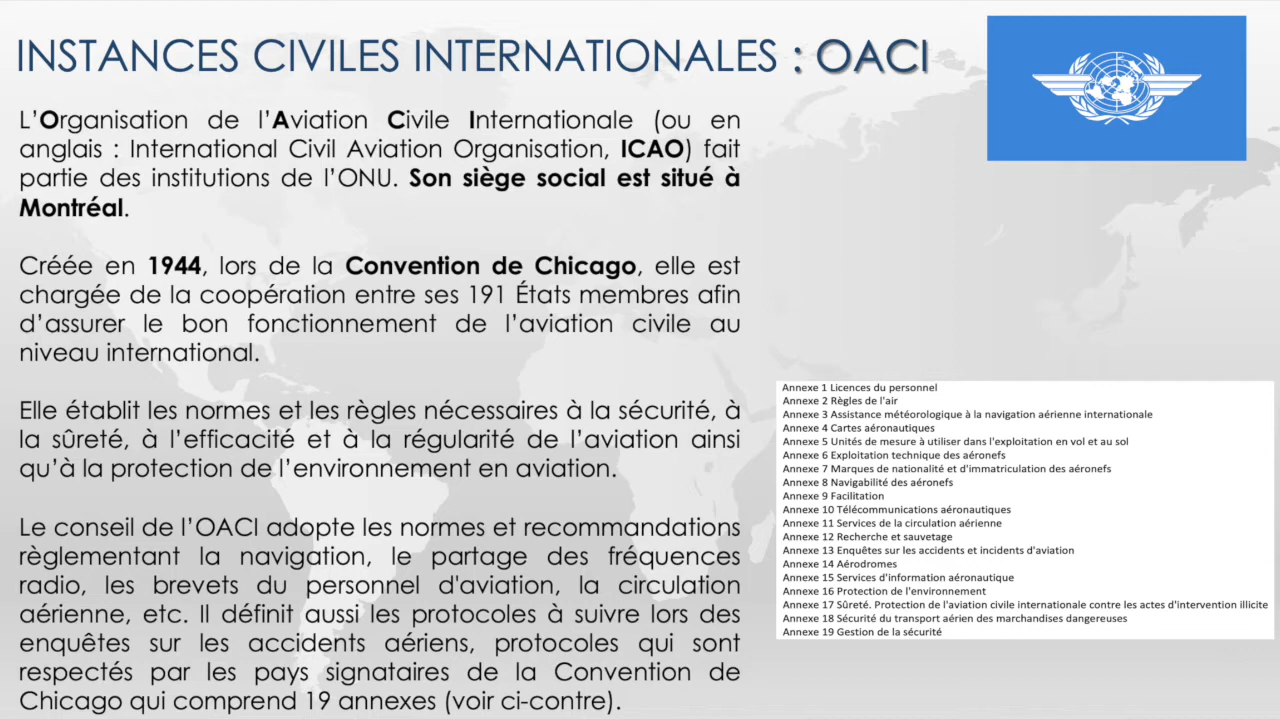 INSTANCES CIVILES INTERNATIONALES : OACI
L’Organisation de l’Aviation Civile Internationale (ou en
anglais : International Civil Aviation Organisation, ICAO) fait
partie des institutions de l’ONU. Son siège social est situé à
Montréal.
Créée en 1944, lors de la Convention de Chicago, elle est
chargée de la coopération entre ses 191 États membres afin
d’assurer le bon fonctionnement de l’aviation civile au
niveau international.
Elle établit les normes et les règles nécessaires à la sécurité, à
la sûreté, à l’efficacité et à la régularité de l’aviation ainsi
qu’à la protection de l’environnement en aviation.
Le conseil de l’OACI adopte les normes et recommandations
règlementant la navigation, le partage des fréquences
radio, les brevets du personnel d'aviation, la circulation
aérienne, etc. Il définit aussi les protocoles à suivre lors des
enquêtes sur les accidents aériens, protocoles qui sont
respectés par les pays signataires de la Convention de
Chicago qui comprend 19 annexes (voir ci-contre).
Annexe 1 Licences du personnel
Annexe 2 Règles de l'air
Annexe 3 Assistance météorologique à la navigation aérienne internationale
Annexe 4 Cartes aéronautiques
Annexe 5 Unités de mesure à utiliser dans l'exploitation en vol et au sol
Annexe 6 Exploitation technique des aéronefs
Annexe 7 Marques de nationalité et d'immatriculation des aéronefs
Annexe 8 Navigabilité des aéronefs
Annexe 9 Facilitation
Annexe 10 Télécommunications aéronautiques
Annexe 11 Services de la circulation aérienne
Annexe 12 Recherche et sauvetage
Annexe 13 Enquêtes sur les accidents et incidents d'aviation
Annexe 14 Aérodromes
Annexe 15 Services d'information aéronautique
Annexe 16 Protection de l'environnement
Annexe 17 Sûreté. Protection de l'aviation civile internationale contre les actes d'intervention illicite
Annexe 18 Sécurité du transport aérien des marchandises dangereuses
Annexe 19 Gestion de la sécurité